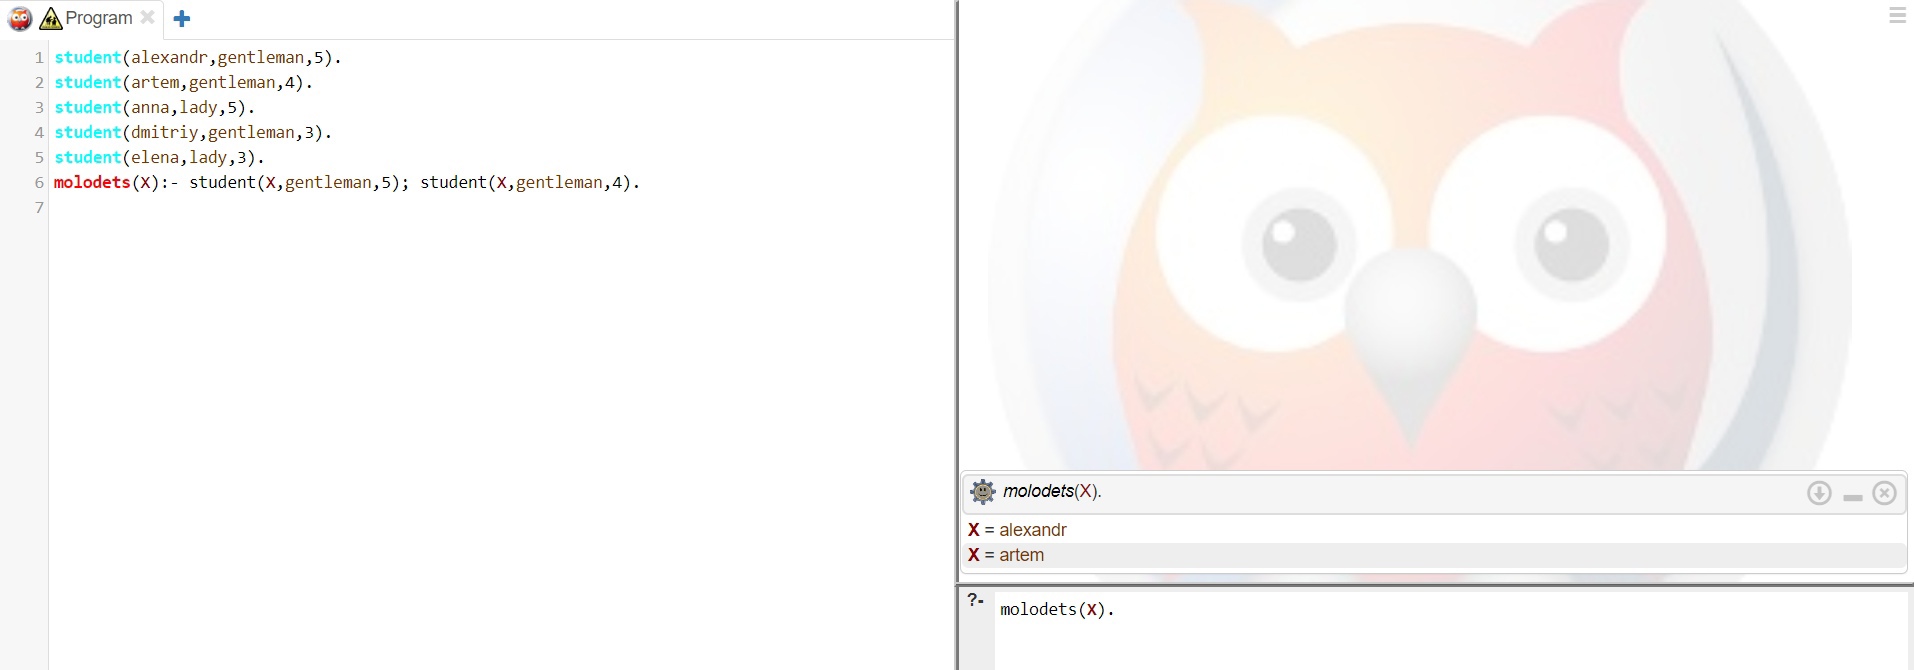 Program
1 student(alexandr,gentleman,5).
2 student(artem,gentleman,4).
3 student(anna,lady,5).
4 student(dmitriy,gentleman,3).
5 student(elena,lady,3).
6 molodets(X):- student(X,gentleman,5); student(X,gentleman,4).
7
molodets(X).
X = alexandr
X = artem
?- molodets(X).